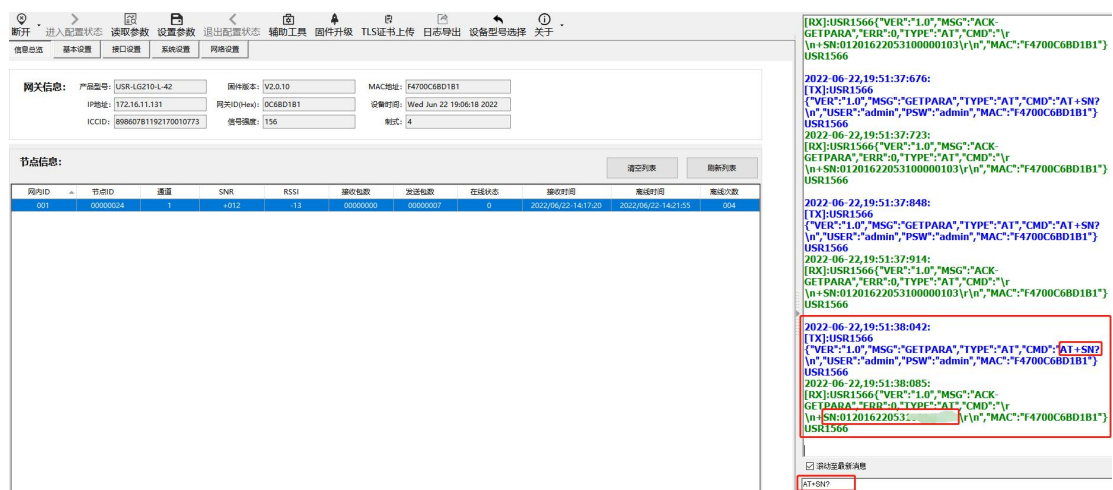 断开 进入配置状态 读取参数 设置参数 退出配置状态 辅助工具 固件升级 TLS证书上传 日志导出 设备型号选择 关于
信息总览 基本设置 接口设置 系统设置 网络设置
网关信息: 产品型号: USR-LG210-L-42 固件版本: V2.0.10 MAC地址: F4700C6BD1B1
IP地址: 172.16.11.131 网关ID(Hex): 0C6BD1B1 设备时间: Wed Jun 22 19:06:18 2022
ICCID: 898607B1192170010773 信号强度: 156 制式: 4
节点信息:
清空列表 刷新列表
网内ID 节点ID 通道 SNR RSSI 接收包数 发送包数 在线状态 接收时间 离线时间 离线次数
001 00000024 1 +012 -13 00000000 00000007 0 2022/06/22-14:17:20 2022/06/22-14:21:55 004
[RX]:USR1566{"VER":"1.0","MSG":"ACK-
GETPARA","ERR":0,"TYPE":"AT","CMD":"\r
\n+SN:01201622053100000103\r\n","MAC":"F4700C6BD1B1"}
USR1566
2022-06-22,19:51:37:676:
[TX]:USR1566
{"VER":"1.0","MSG":"GETPARA","TYPE":"AT","CMD":"AT+SN?
\n","USER":"admin","PSW":"admin","MAC":"F4700C6BD1B1"}
USR1566
2022-06-22,19:51:37:723:
[RX]:USR1566{"VER":"1.0","MSG":"ACK-
GETPARA","ERR":0,"TYPE":"AT","CMD":"\r
\n+SN:01201622053100000103\r\n","MAC":"F4700C6BD1B1"}
USR1566
2022-06-22,19:51:37:848:
[TX]:USR1566
{"VER":"1.0","MSG":"GETPARA","TYPE":"AT","CMD":"AT+SN?
\n","USER":"admin","PSW":"admin","MAC":"F4700C6BD1B1"}
USR1566
2022-06-22,19:51:37:914:
[RX]:USR1566{"VER":"1.0","MSG":"ACK-
GETPARA","ERR":0,"TYPE":"AT","CMD":"\r
\n+SN:01201622053100000103\r\n","MAC":"F4700C6BD1B1"}
USR1566
2022-06-22,19:51:38:042:
[TX]:USR1566
{"VER":"1.0","MSG":"GETPARA","TYPE":"AT","CMD":"AT+SN?
\n","USER":"admin","PSW":"admin","MAC":"F4700C6BD1B1"}
USR1566
2022-06-22,19:51:38:085:
[RX]:USR1566{"VER":"1.0","MSG":"ACK-
GETPARA","ERR":0,"TYPE":"AT","CMD":"\r
\n+SN:012016220531 \r\n","MAC":"F4700C6BD1B1"}
USR1566
滚动至最新消息
AT+SN?